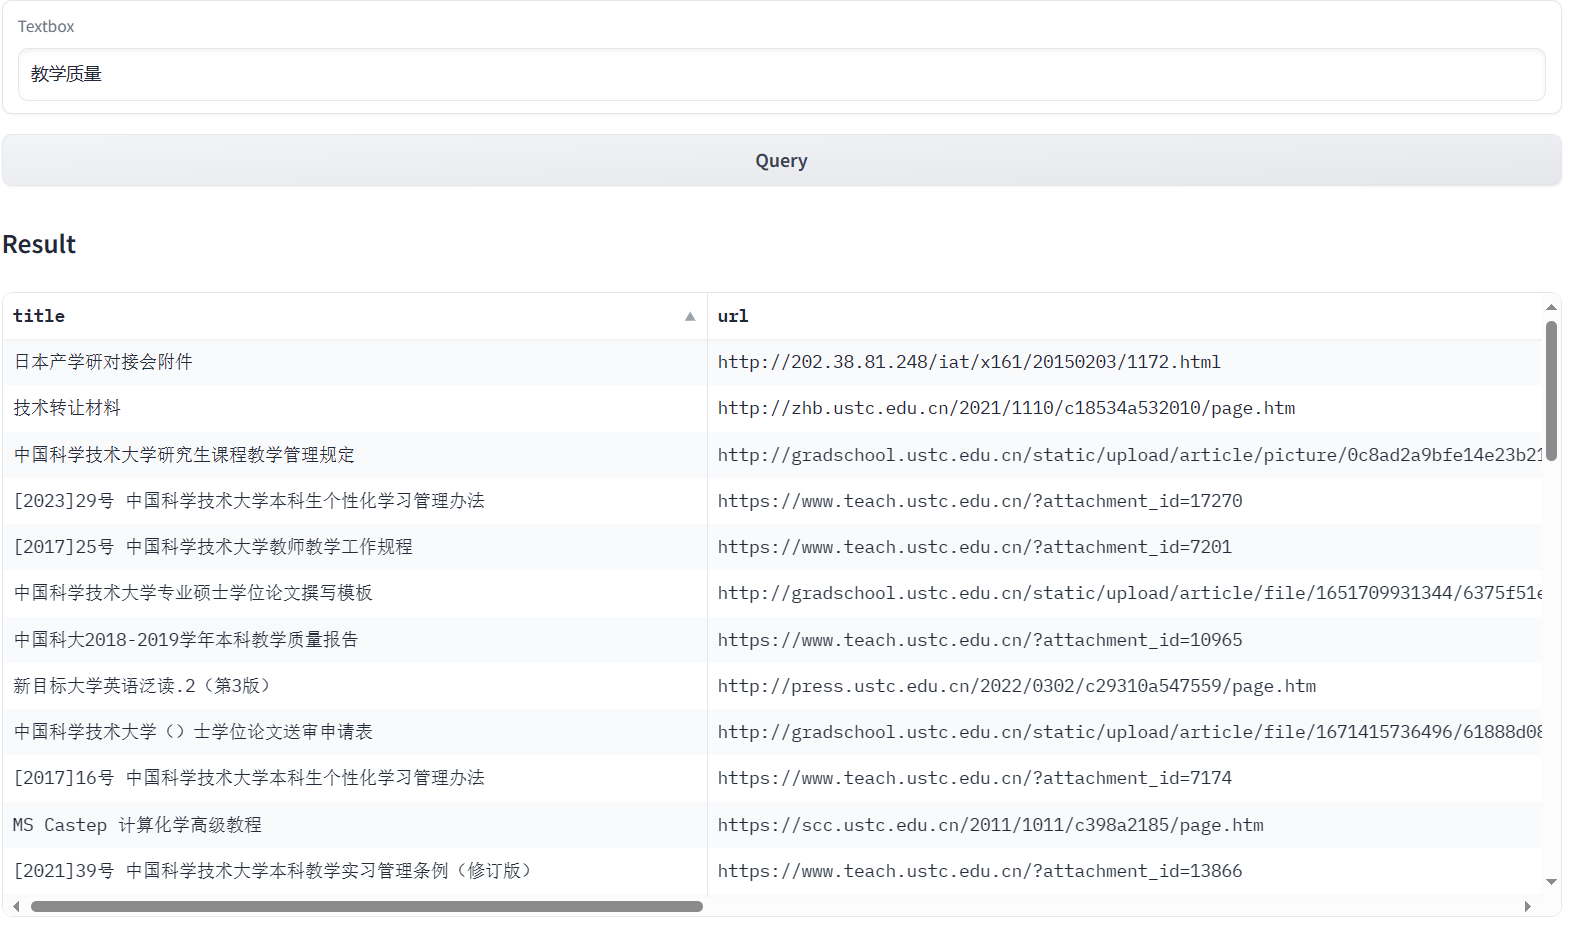 Textbox
教学质量
Query
Result
title url
日本产学研对接会附件 http://202.38.81.248/iat/x161/20150203/1172.html
技术转让材料 http://zhb.ustc.edu.cn/2021/1110/c18534a532010/page.htm
中国科学技术大学研究生课程教学管理规定 http://gradschool.ustc.edu.cn/static/upload/article/picture/0c8ad2a9bfe14e23b21
[2023]29号 中国科学技术大学本科生个性化学习管理办法 https://www.teach.ustc.edu.cn/?attachment_id=17270
[2017]25号 中国科学技术大学教师教学工作规程 https://www.teach.ustc.edu.cn/?attachment_id=7201
中国科学技术大学专业硕士学位论文撰写模板 http://gradschool.ustc.edu.cn/static/upload/article/file/1651709931344/6375f51e
中国科大2018-2019学年本科教学质量报告 https://www.teach.ustc.edu.cn/?attachment_id=10965
新目标大学英语泛读.2（第3版） http://press.ustc.edu.cn/2022/0302/c29310a547559/page.htm
中国科学技术大学（）士学位论文送审申请表 http://gradschool.ustc.edu.cn/static/upload/article/file/1671415736496/61888d08
[2017]16号 中国科学技术大学本科生个性化学习管理办法 https://www.teach.ustc.edu.cn/?attachment_id=7174
MS Castep 计算化学高级教程 https://scc.ustc.edu.cn/2011/1011/c398a2185/page.htm
[2021]39号 中国科学技术大学本科教学实习管理条例（修订版） https://www.teach.ustc.edu.cn/?attachment_id=13866